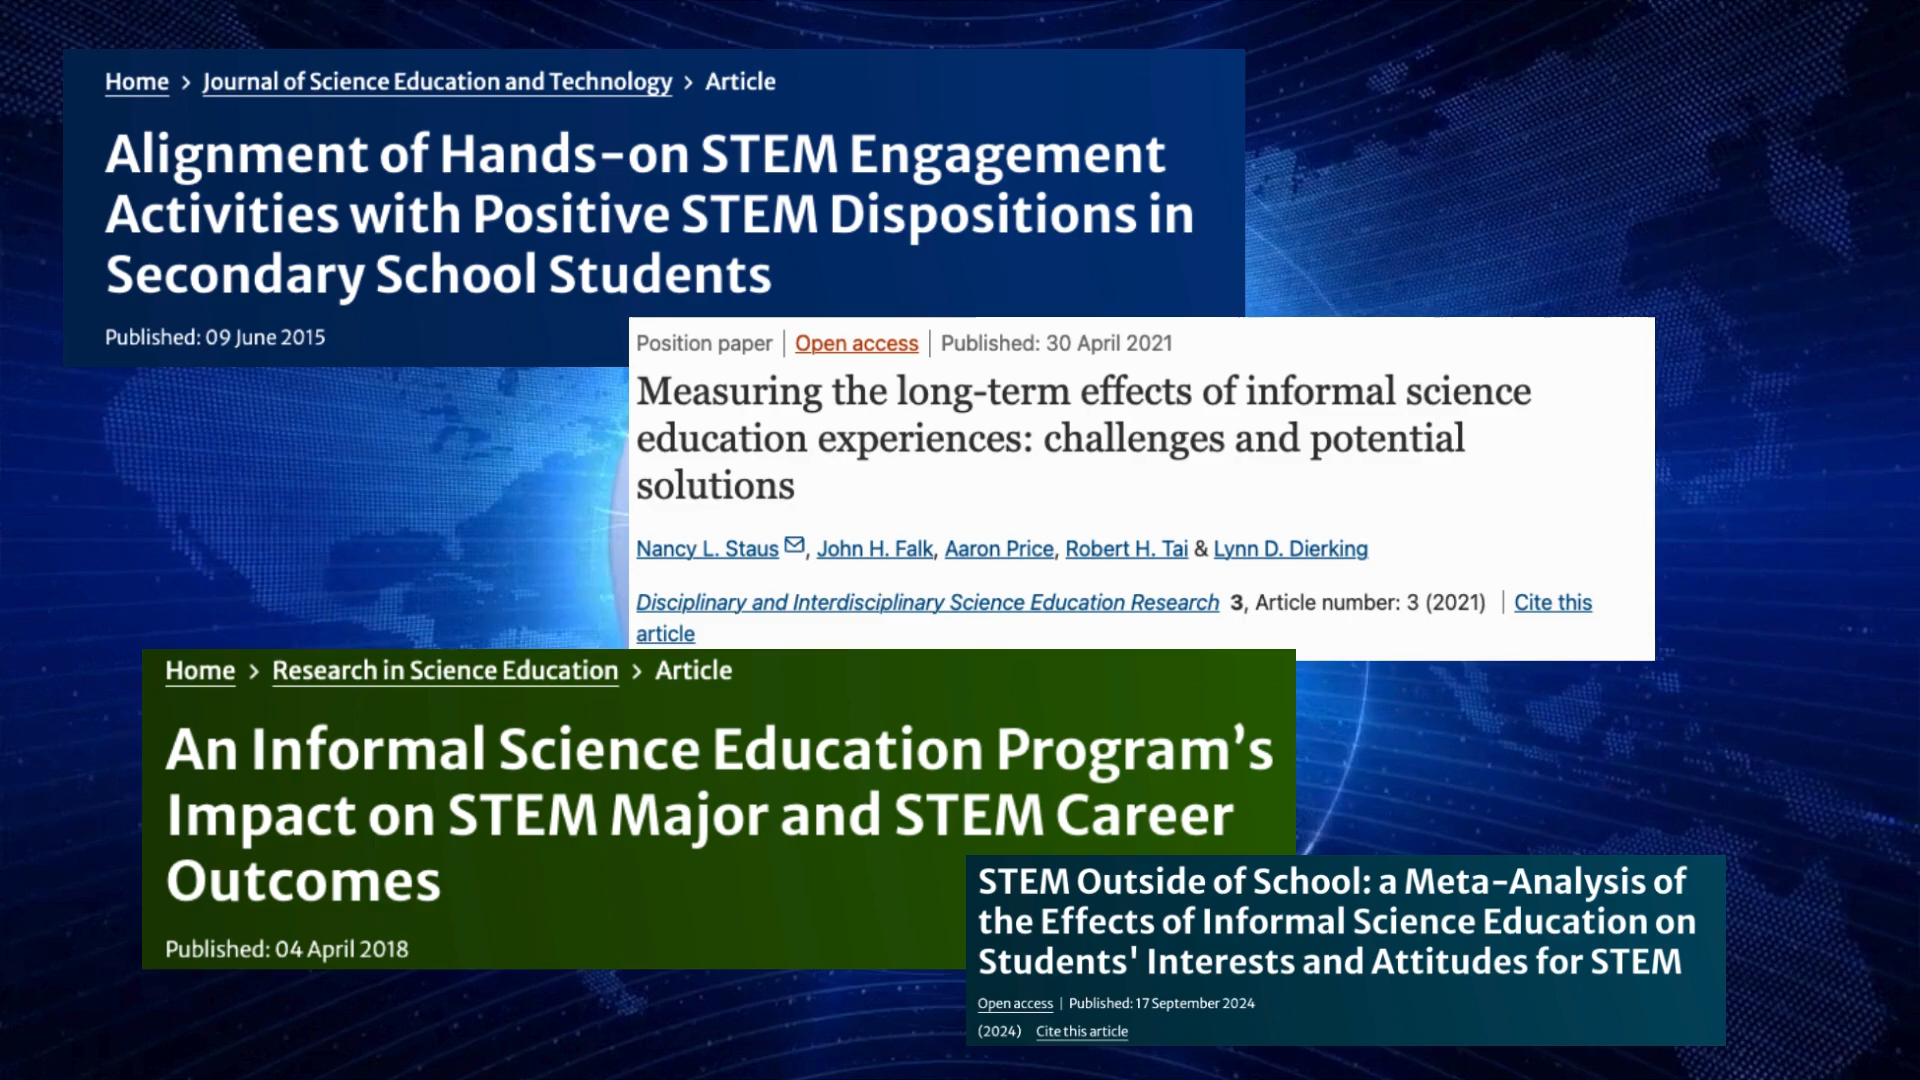 Home > Journal of Science Education and Technology > Article
Alignment of Hands-on STEM Engagement
Activities with Positive STEM Dispositions in
Secondary School Students
Published: 09 June 2015
Position paper | Open access | Published: 30 April 2021
Measuring the long-term effects of informal science
education experiences: challenges and potential
solutions
Nancy L. Staus, John H. Falk, Aaron Price, Robert H. Tai & Lynn D. Dierking
Disciplinary and Interdisciplinary Science Education Research 3, Article number: 3 (2021) | Cite this
article
Home > Research in Science Education > Article
An Informal Science Education Program’s
Impact on STEM Major and STEM Career
Outcomes
Published: 04 April 2018
STEM Outside of School: a Meta-Analysis of
the Effects of Informal Science Education on
Students' Interests and Attitudes for STEM
Open access | Published: 17 September 2024
(2024) Cite this article